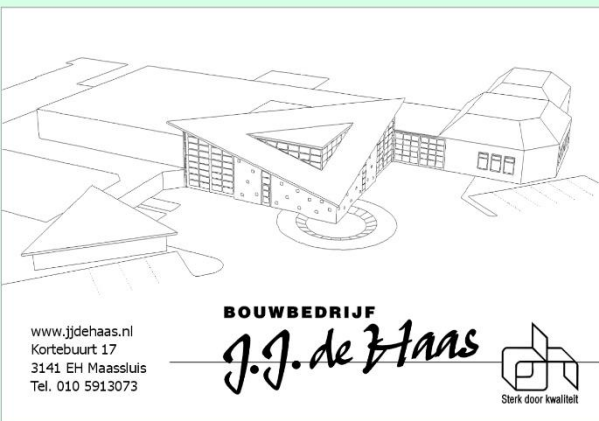 www.jjdehaas.nl
Kortebuurt 17
3141 EH Maassluis
Tel. 010 5913073
BOUWBEDRIJF
J.J. de Haas
Sterk door kwaliteit